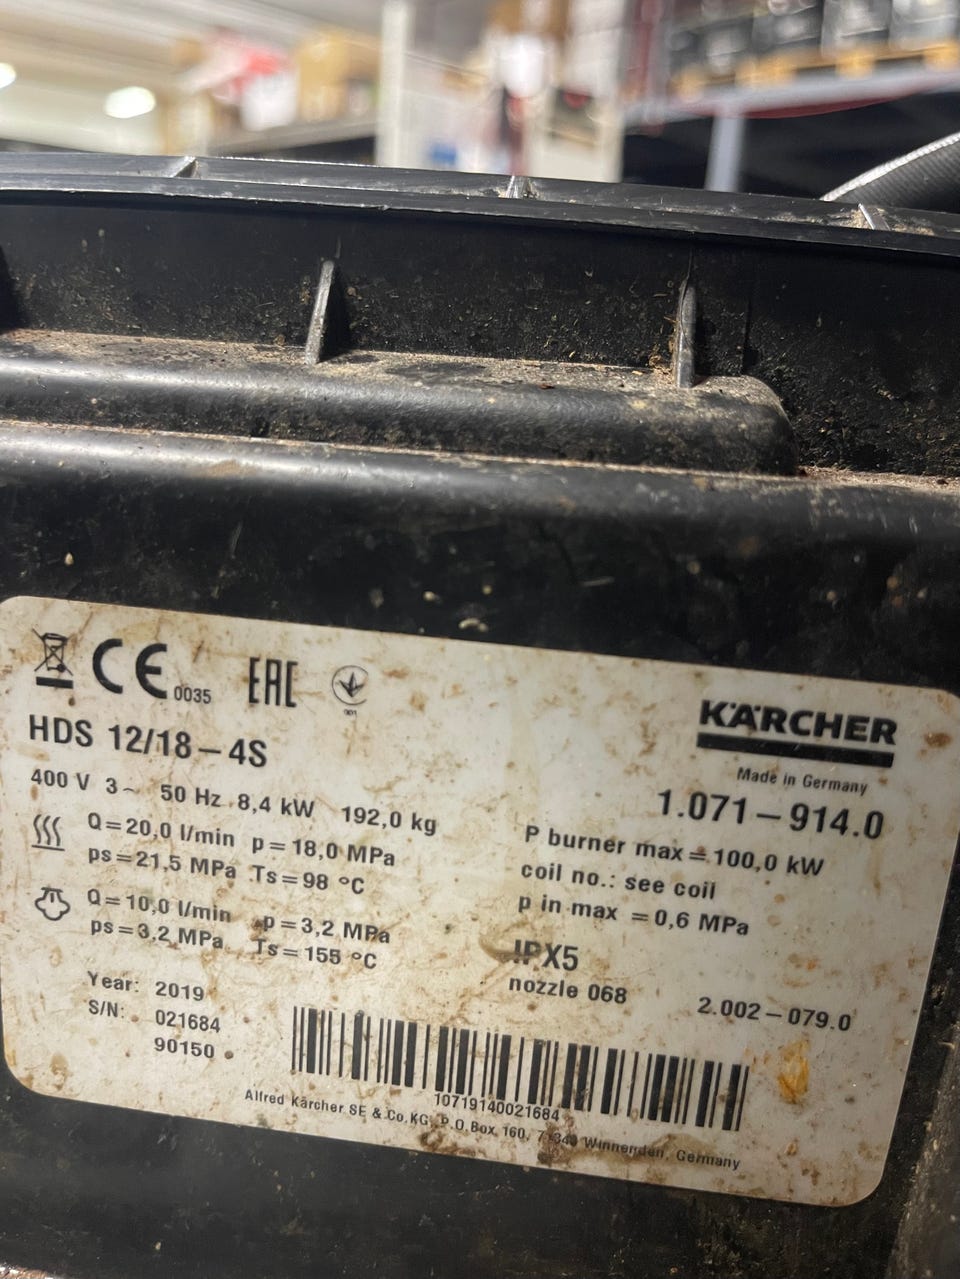 CE 0035 EAC
001
KÄRCHER
Made in Germany
HDS 12/18-4S
1.071-914.0
400 V 3~ 50 Hz 8,4 kW 192,0 kg
Q=20,0 l/min p=18,0 MPa
ps=21,5 MPa Ts=98 °C
Q=10,0 l/min p=3,2 MPa
ps=3,2 MPa Ts=155 °C
P burner max=100,0 kW
coil no.: see coil
p in max =0,6 MPa
IPX5
nozzle 068
2.002-079.0
Year: 2019
S/N: 021684
90150
10719140021684
Alfred Kärcher SE & Co.KG, P.O.Box 160, Winnenden, Germany